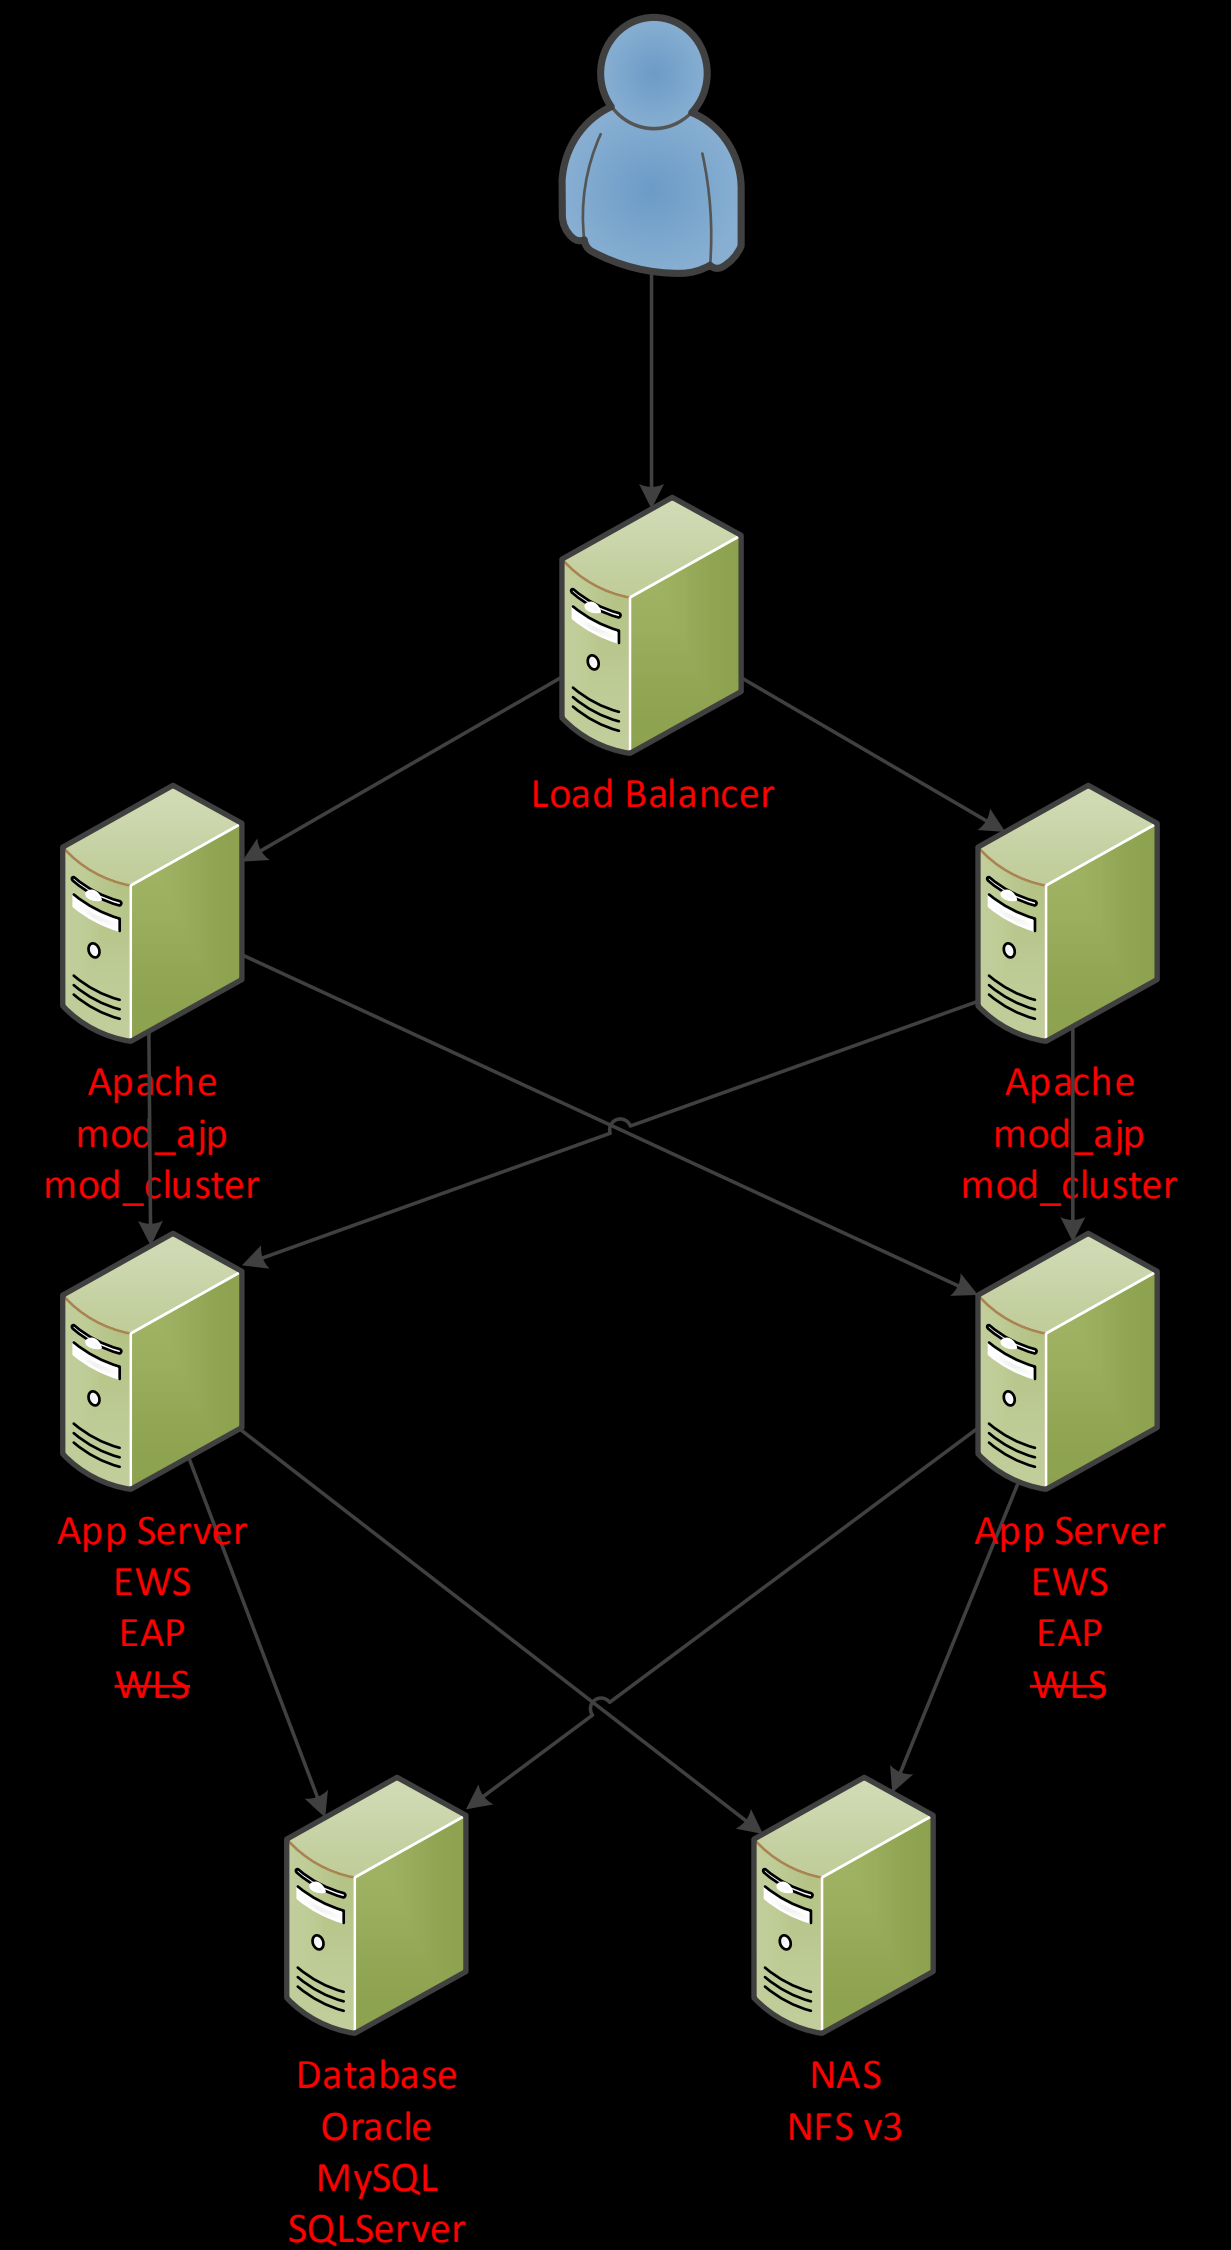 Load Balancer
Apache
mod_ajp
mod_cluster
Apache
mod_ajp
mod_cluster
App Server
EWS
EAP
WLS
App Server
EWS
EAP
WLS
Database
Oracle
MySQL
SQLServer
NAS
NFS v3